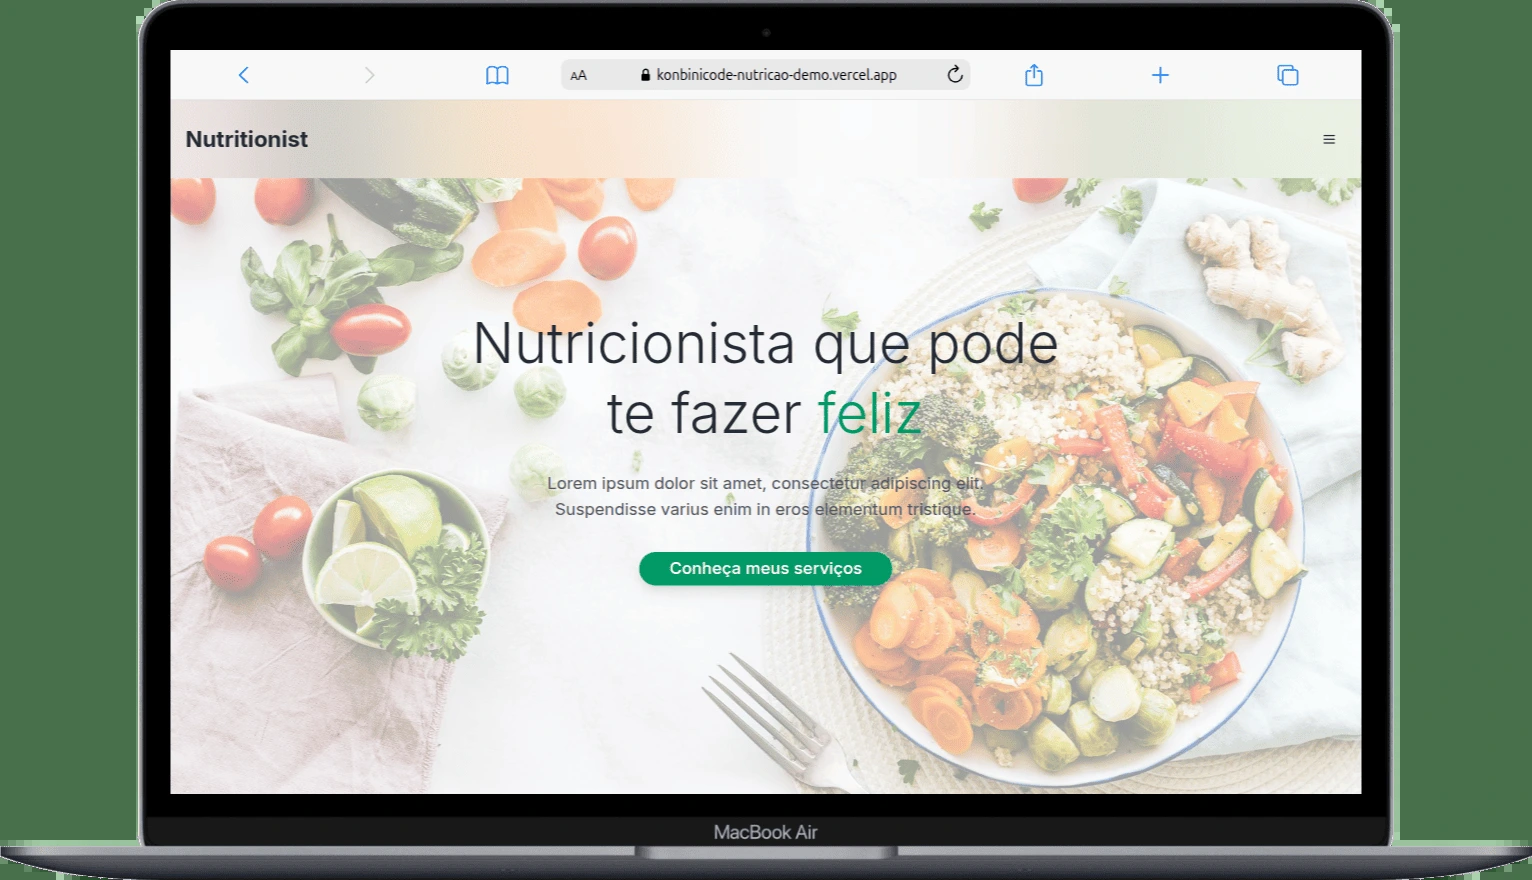 AA konbinicode-nutricao-demo.vercel.app
Nutritionist
Nutricionista que pode
te fazer feliz
Lorem ipsum dolor sit amet, consectetur adipiscing elit.
Suspendisse varius enim in eros elementum tristique.
Conheça meus serviços
MacBook Air